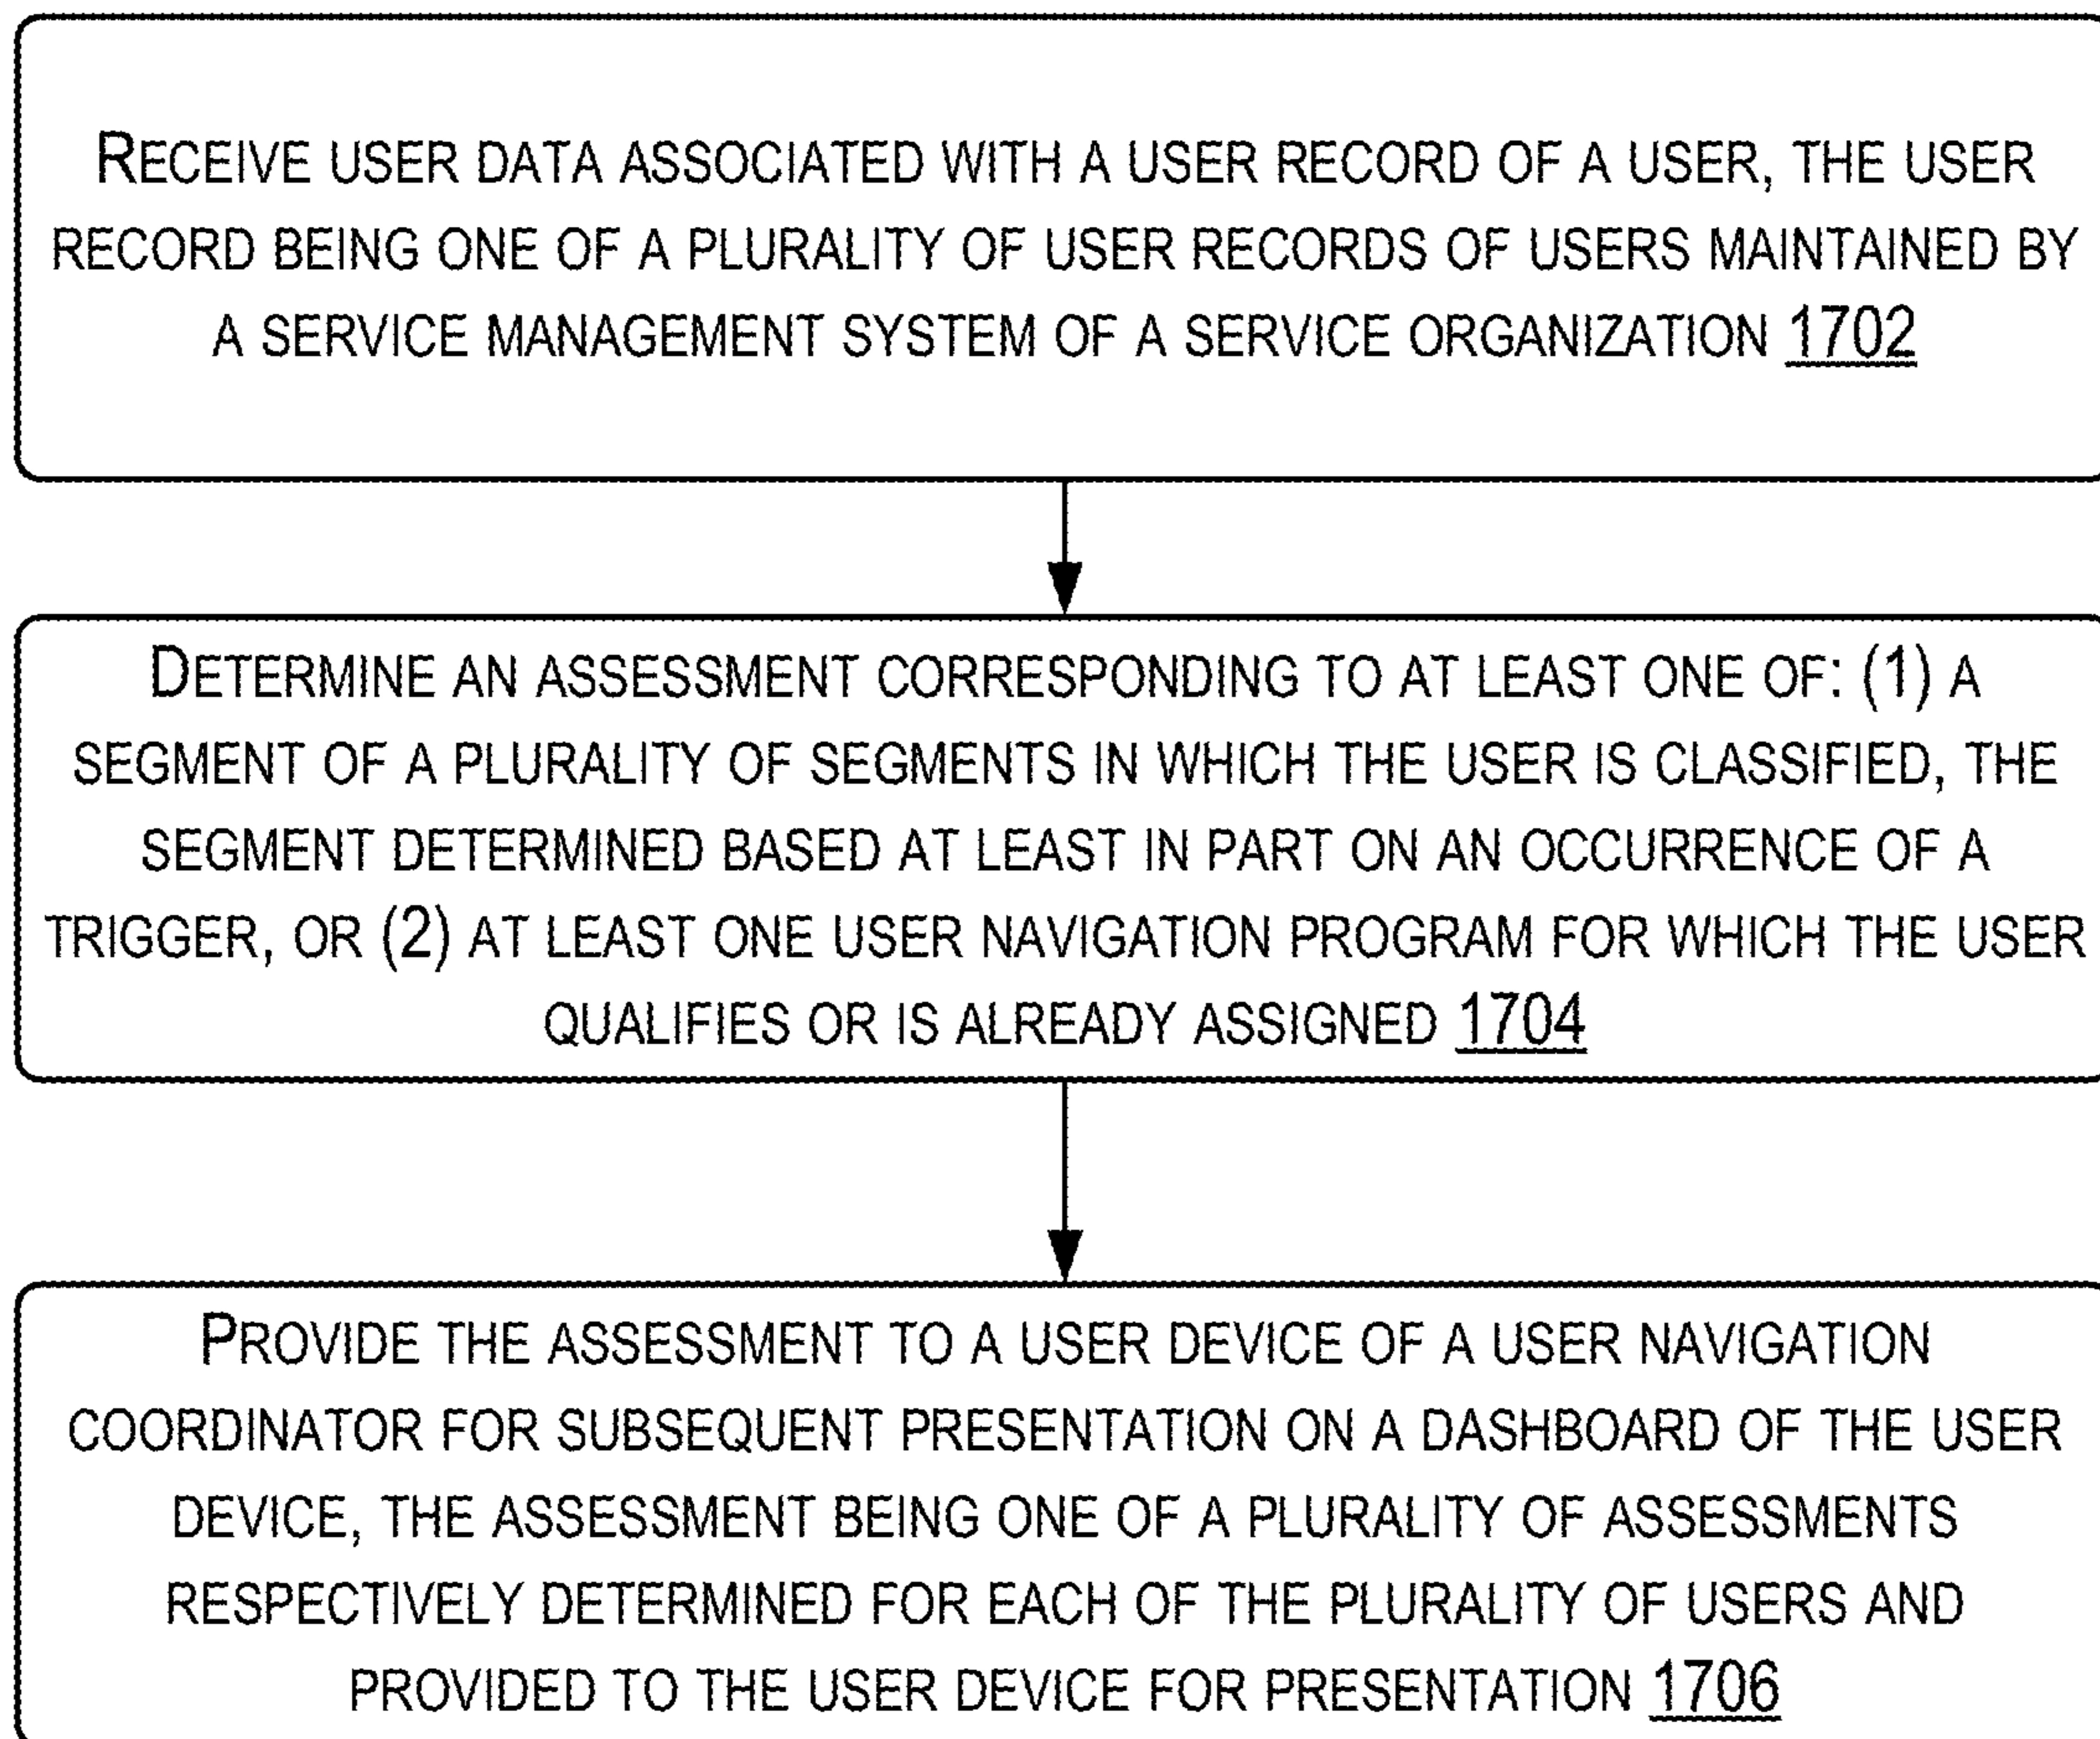 RECEIVE USER DATA ASSOCIATED WITH A USER RECORD OF A USER, THE USER
RECORD BEING ONE OF A PLURALITY OF USER RECORDS OF USERS MAINTAINED BY
A SERVICE MANAGEMENT SYSTEM OF A SERVICE ORGANIZATION 1702
DETERMINE AN ASSESSMENT CORRESPONDING TO AT LEAST ONE OF: (1) A
SEGMENT OF A PLURALITY OF SEGMENTS IN WHICH THE USER IS CLASSIFIED, THE
SEGMENT DETERMINED BASED AT LEAST IN PART ON AN OCCURRENCE OF A
TRIGGER, OR (2) AT LEAST ONE USER NAVIGATION PROGRAM FOR WHICH THE USER
QUALIFIES OR IS ALREADY ASSIGNED 1704
PROVIDE THE ASSESSMENT TO A USER DEVICE OF A USER NAVIGATION
COORDINATOR FOR SUBSEQUENT PRESENTATION ON A DASHBOARD OF THE USER
DEVICE, THE ASSESSMENT BEING ONE OF A PLURALITY OF ASSESSMENTS
RESPECTIVELY DETERMINED FOR EACH OF THE PLURALITY OF USERS AND
PROVIDED TO THE USER DEVICE FOR PRESENTATION 1706